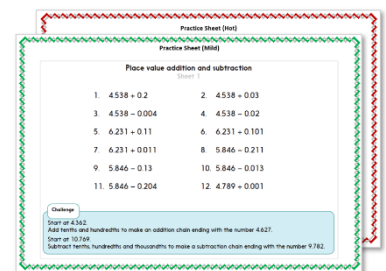 Practice Sheet (Hot)
Practice Sheet (Mild)
Place value addition and subtraction
Sheet 1
1. 4.538 + 0.2 2. 4.538 + 0.03
3. 4.538 − 0.004 4. 4.538 − 0.02
5. 6.231 + 0.11 6. 6.231 + 0.101
7. 6.231 + 0.011 8. 5.846 − 0.211
9. 5.846 − 0.13 10. 5.846 − 0.013
11. 5.846 − 0.204 12. 4.789 + 0.001
Challenge
Start at 4.362.
Add tenths and hundredths to make an addition chain ending with the number 4.627.
Start at 10.769.
Subtract tenths, hundredths and thousandths to make a subtraction chain ending with the number 9.782.